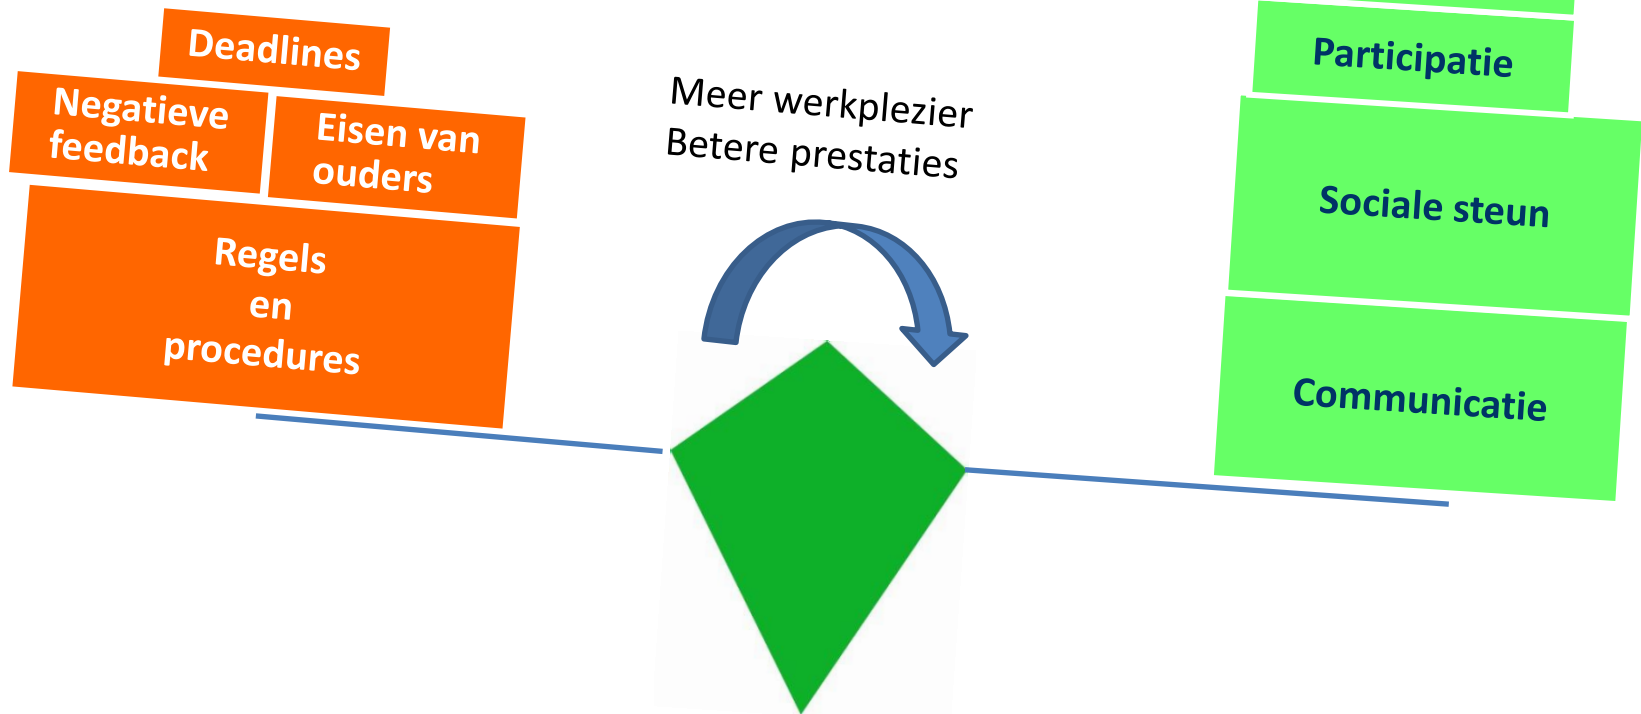 Deadlines
Negatieve
feedback
Eisen van
ouders
Regels
en
procedures
Meer werkplezier
Betere prestaties
Participatie
Sociale steun
Communicatie